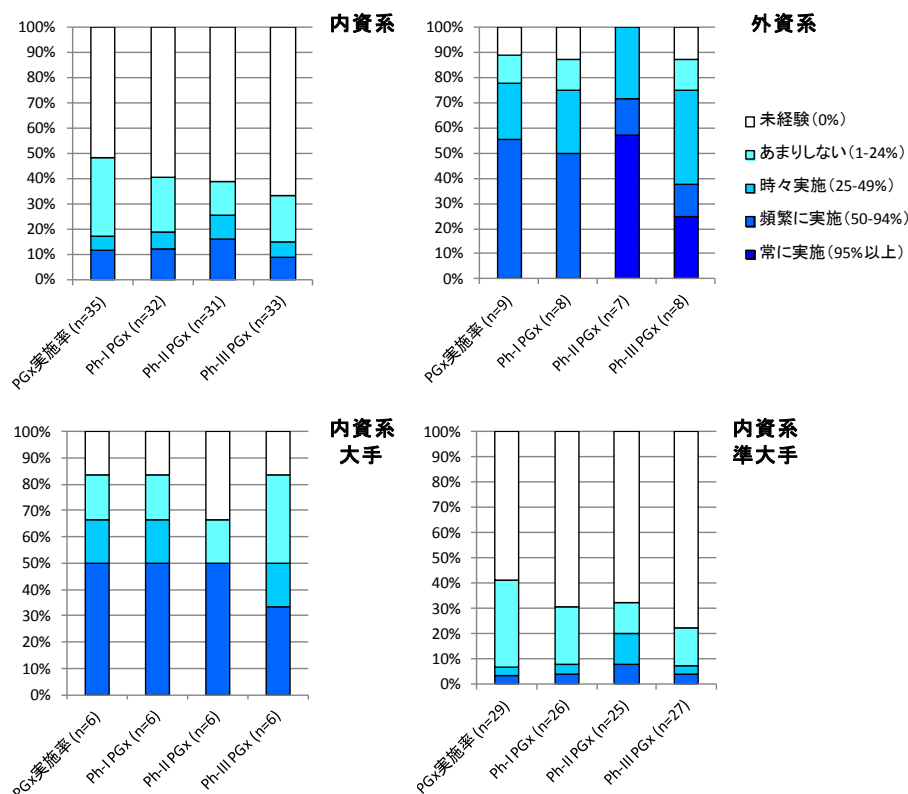 内資系
100%
90%
80%
70%
60%
50%
40%
30%
20%
10%
0%
PGx実施率 (n=35)
Ph-I PGx (n=32)
Ph-II PGx (n=31)
Ph-III PGx (n=33)
外資系
100%
90%
80%
70%
60%
50%
40%
30%
20%
10%
0%
PGx実施率 (n=9)
Ph-I PGx (n=8)
Ph-II PGx (n=7)
Ph-III PGx (n=8)
未経験(0%)
あまりしない(1-24%)
時々実施(25-49%)
頻繁に実施(50-94%)
常に実施(95%以上)
内資系
大手
100%
90%
80%
70%
60%
50%
40%
30%
20%
10%
0%
PGx実施率 (n=6)
Ph-I PGx (n=6)
Ph-II PGx (n=6)
Ph-III PGx (n=6)
内資系
準大手
100%
90%
80%
70%
60%
50%
40%
30%
20%
10%
0%
PGx実施率 (n=29)
Ph-I PGx (n=26)
Ph-II PGx (n=25)
Ph-III PGx (n=27)